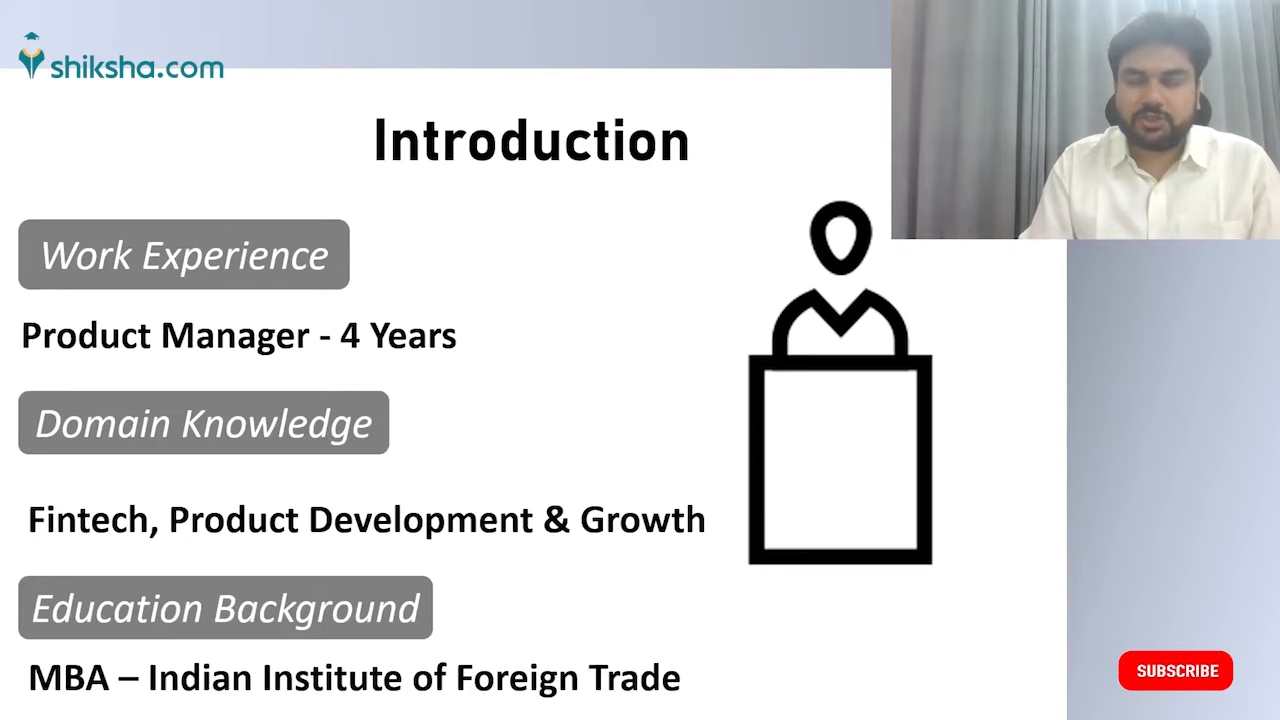 shiksha.com
Introduction
Work Experience
Product Manager - 4 Years
Domain Knowledge
Fintech, Product Development & Growth
Education Background
MBA – Indian Institute of Foreign Trade
SUBSCRIBE